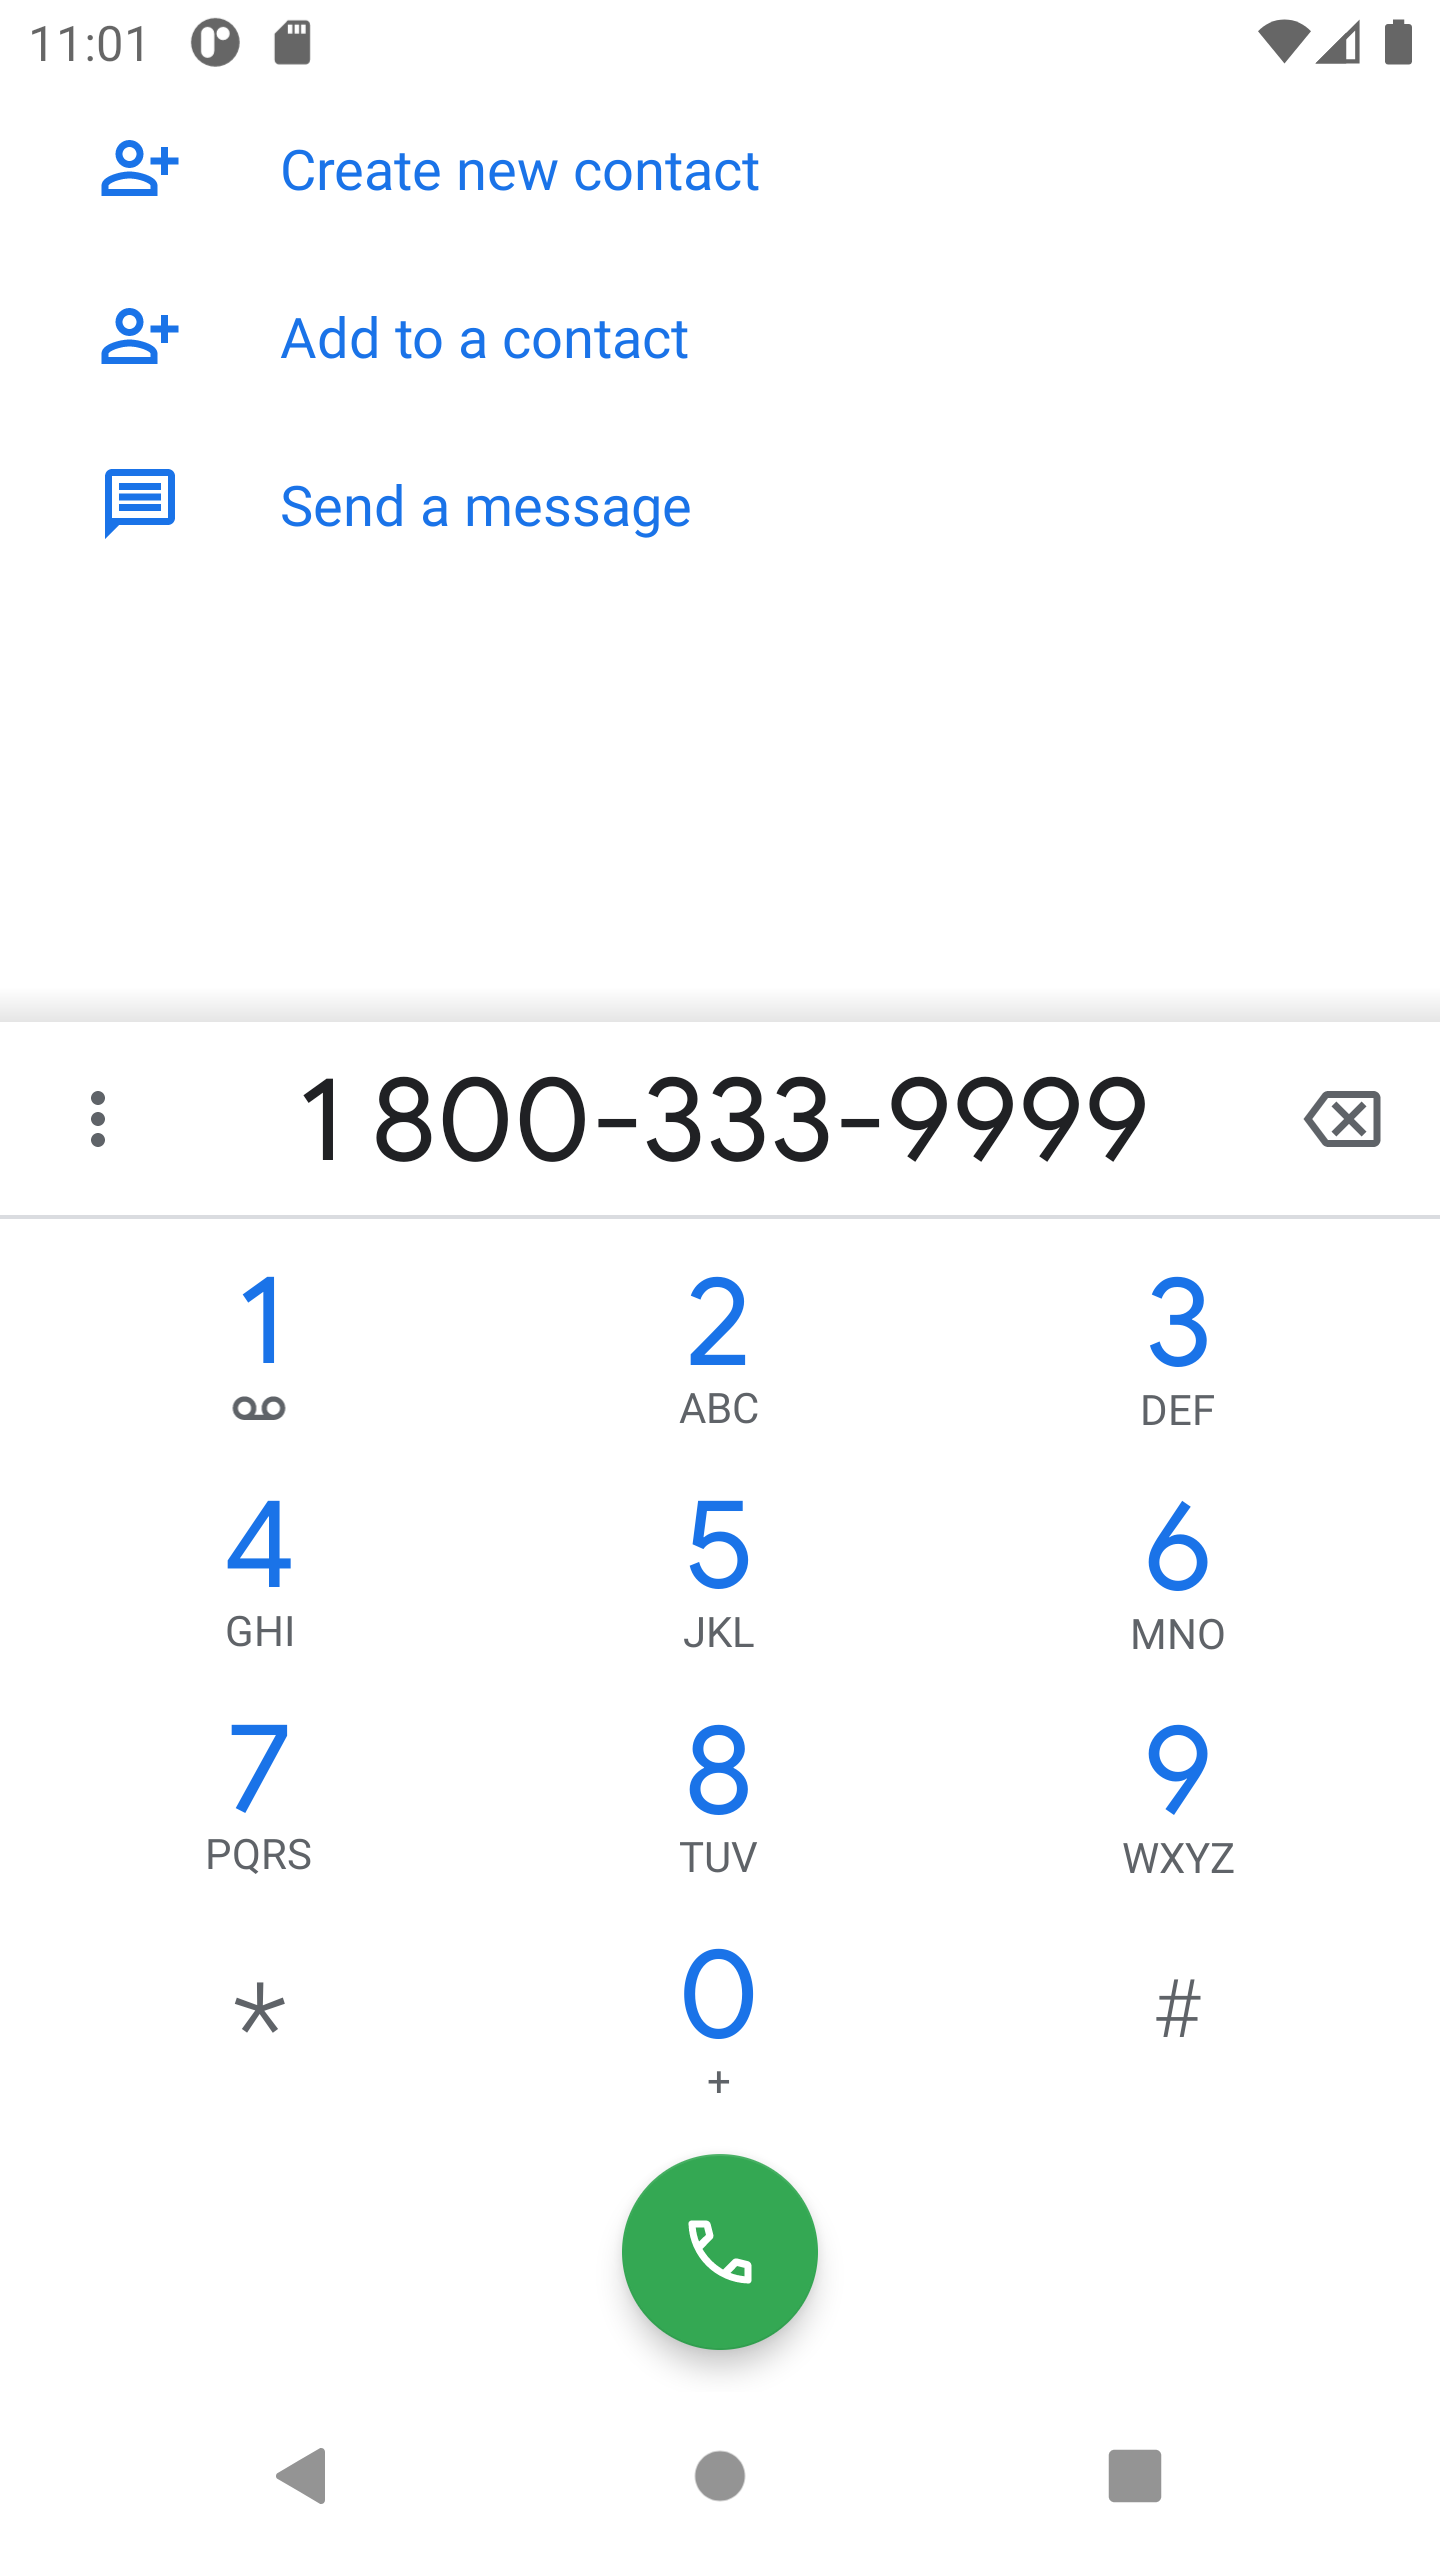 11:01
Create new contact
Add to a contact
Send a message
1 800-333-9999
1 2 3
ABC DEF
4 5 6
GHI JKL MNO
7 8 9
PQRS TUV WXYZ
* 0 #
+